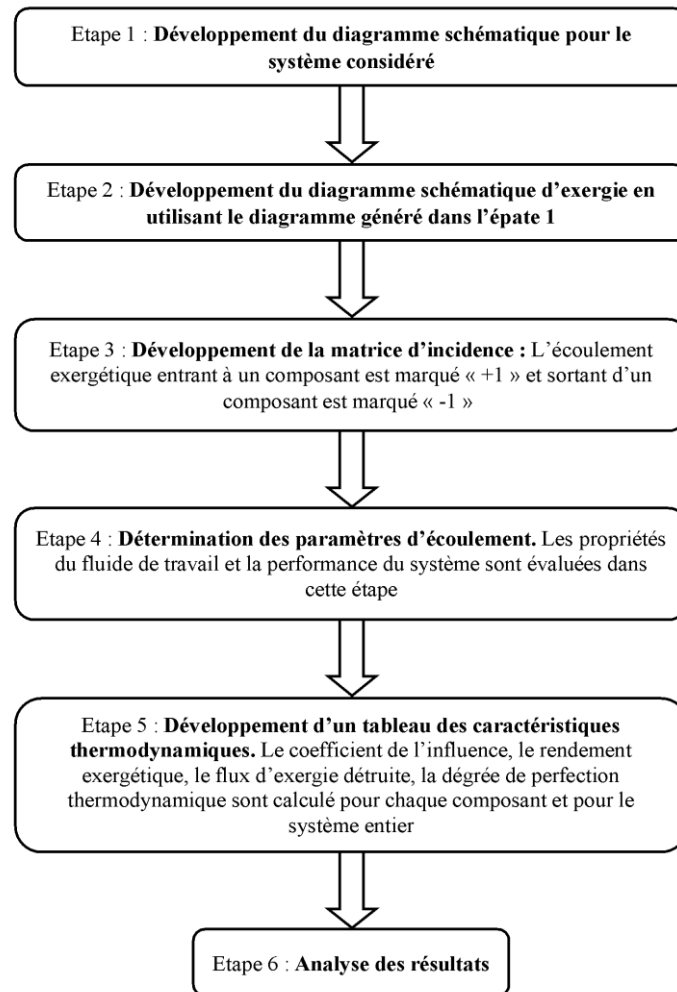 Etape 1 : Développement du diagramme schématique pour le
système considéré
Etape 2 : Développement du diagramme schématique d’exergie en
utilisant le diagramme généré dans l’épate 1
Etape 3 : Développement de la matrice d’incidence : L’écoulement
exergétique entrant à un composant est marqué « +1 » et sortant d’un
composant est marqué « -1 »
Etape 4 : Détermination des paramètres d’écoulement. Les propriétés
du fluide de travail et la performance du système sont évaluées dans
cette étape
Etape 5 : Développement d’un tableau des caractéristiques
thermodynamiques. Le coefficient de l’influence, le rendement
exergétique, le flux d’exergie détruite, la dégrée de perfection
thermodynamique sont calculé pour chaque composant et pour le
système entier
Etape 6 : Analyse des résultats